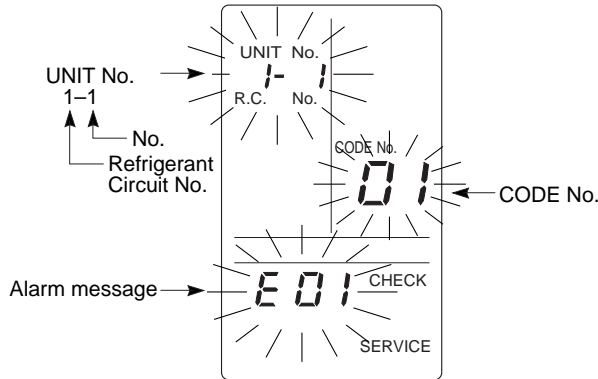 UNIT No.
1–1
No.
Refrigerant
Circuit No.
UNIT No.
1- 1
R.C. No.
CODE No.
01
CODE No.
Alarm message
E01
CHECK
SERVICE